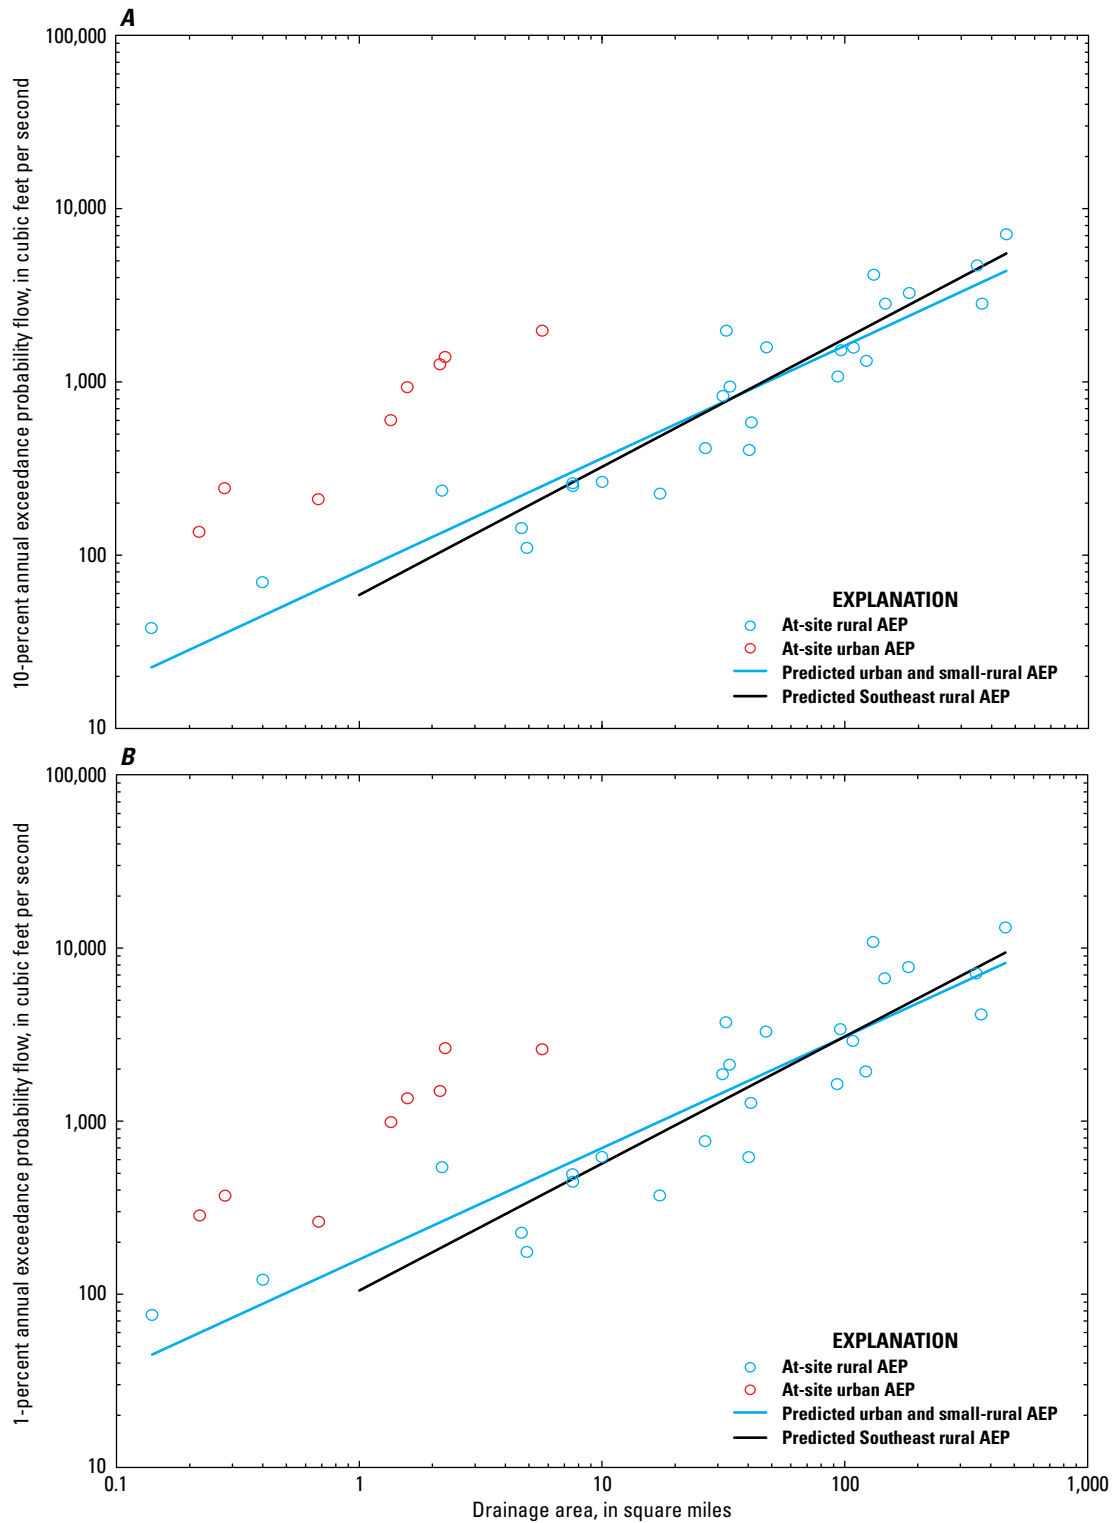 A
100,000
10,000
1,000
100
10
10-percent annual exceedance probability flow, in cubic feet per second
EXPLANATION
At-site rural AEP
At-site urban AEP
Predicted urban and small-rural AEP
Predicted Southeast rural AEP
B
100,000
10,000
1,000
100
10
1-percent annual exceedance probability flow, in cubic feet per second
EXPLANATION
At-site rural AEP
At-site urban AEP
Predicted urban and small-rural AEP
Predicted Southeast rural AEP
0.1 1 10 100 1,000
Drainage area, in square miles